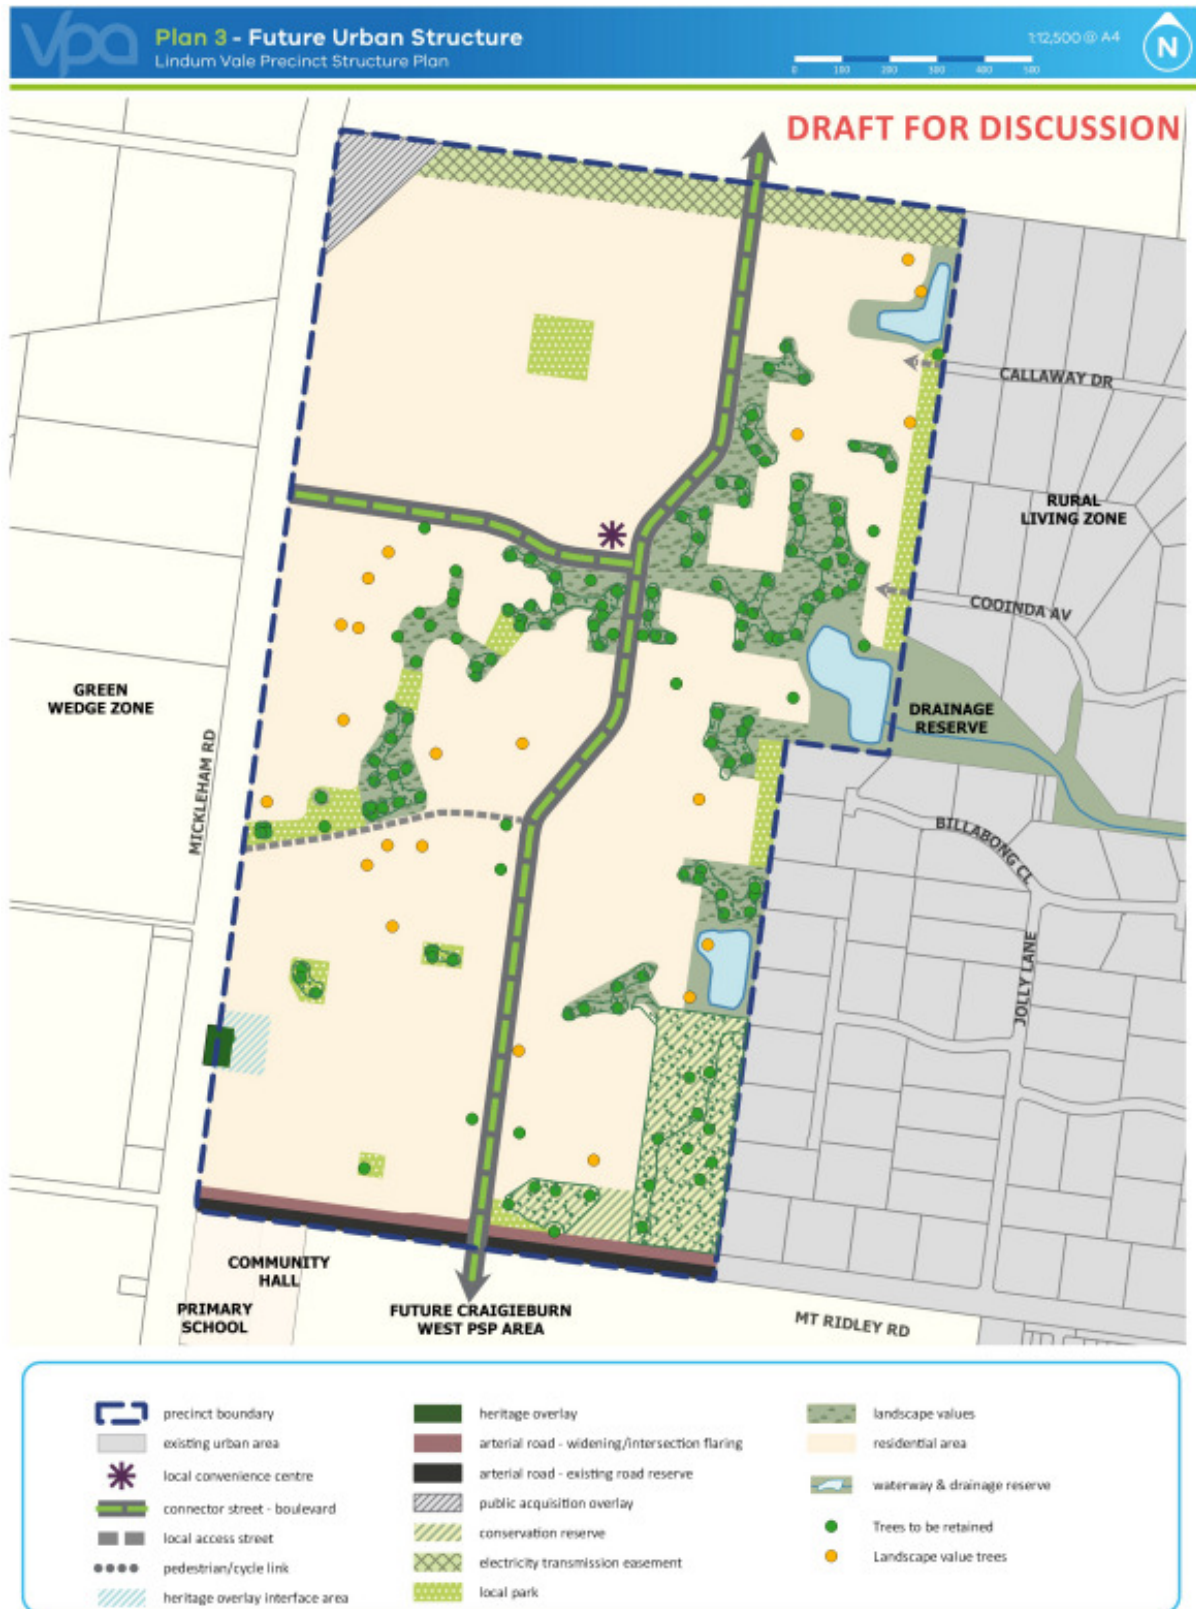 vpa
Plan 3 - Future Urban Structure
Lindum Vale Precinct Structure Plan
1:12,500 @ A4
0 100 200 300 400 500
N
DRAFT FOR DISCUSSION
CALLAWAY DR
RURAL
LIVING ZONE
COOINDA AV
GREEN
WEDGE ZONE
DRAINAGE
RESERVE
MICKLEHAM RD
BILLABONG CL
JOLLY LANE
COMMUNITY
HALL
PRIMARY
SCHOOL
FUTURE CRAIGIEBURN
WEST PSP AREA
MT RIDLEY RD
precinct boundary
existing urban area
local convenience centre
connector street - boulevard
local access street
pedestrian/cycle link
heritage overlay interface area
heritage overlay
arterial road - widening/intersection flaring
arterial road - existing road reserve
public acquisition overlay
conservation reserve
electricity transmission easement
local park
landscape values
residential area
waterway & drainage reserve
Trees to be retained
Landscape value trees